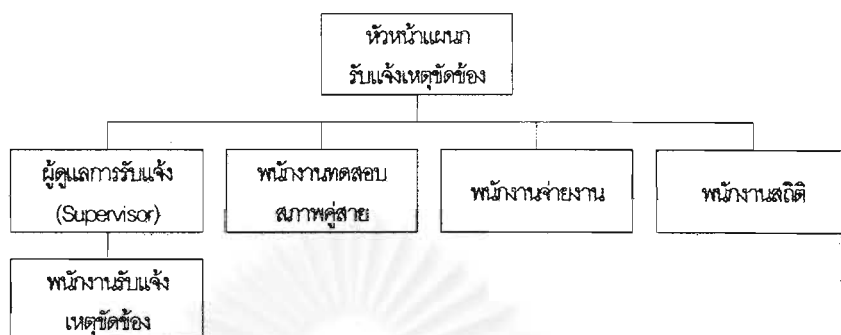 หัวหน้าแผนก
รับแจ้งเหตุขัดข้อง
ผู้ดูแลการรับแจ้ง
(Supervisor)
พนักงานทดสอบ
สภาพคู่สาย
พนักงานจ่ายงาน
พนักงานสถิติ
พนักงานรับแจ้ง
เหตุขัดข้อง